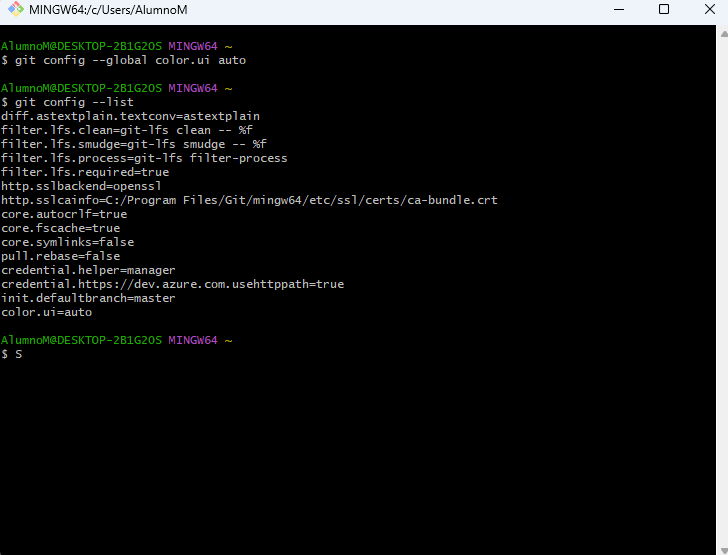 MINGW64:/c/Users/AlumnoM
AlumnoM@DESKTOP-2B1G2OS MINGW64 ~
$ git config --global color.ui auto
AlumnoM@DESKTOP-2B1G2OS MINGW64 ~
$ git config --list
diff.astextplain.textconv=astextplain
filter.lfs.clean=git-lfs clean -- %f
filter.lfs.smudge=git-lfs smudge -- %f
filter.lfs.process=git-lfs filter-process
filter.lfs.required=true
http.sslbackend=openssl
http.sslcainfo=C:/Program Files/Git/mingw64/etc/ssl/certs/ca-bundle.crt
core.autocrlf=true
core.fscache=true
core.symlinks=false
pull.rebase=false
credential.helper=manager
credential.https://dev.azure.com.usehttppath=true
init.defaultbranch=master
color.ui=auto
AlumnoM@DESKTOP-2B1G2OS MINGW64 ~
$ S